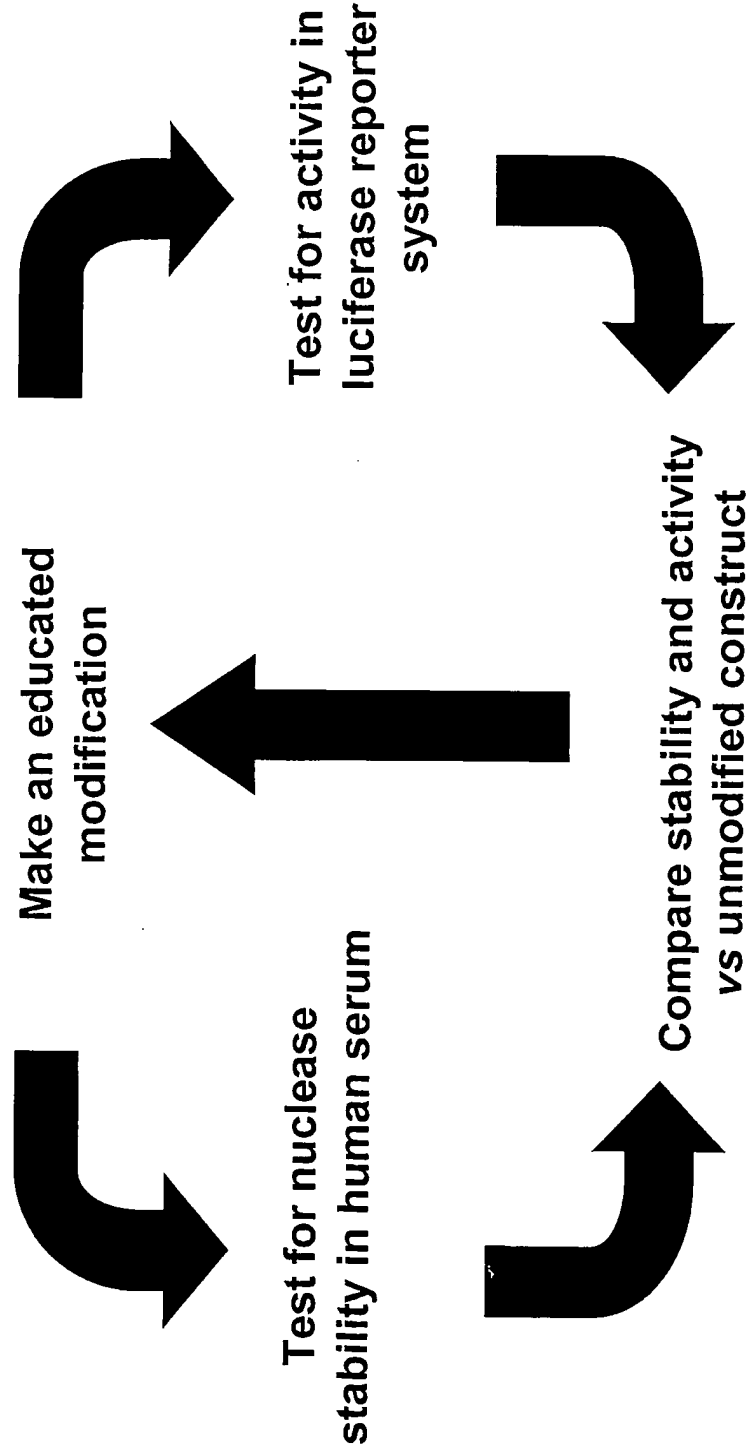 Make an educated
modification
Test for nuclease
stability in human serum
Test for activity in
luciferase reporter
system
Compare stability and activity
vs unmodified construct